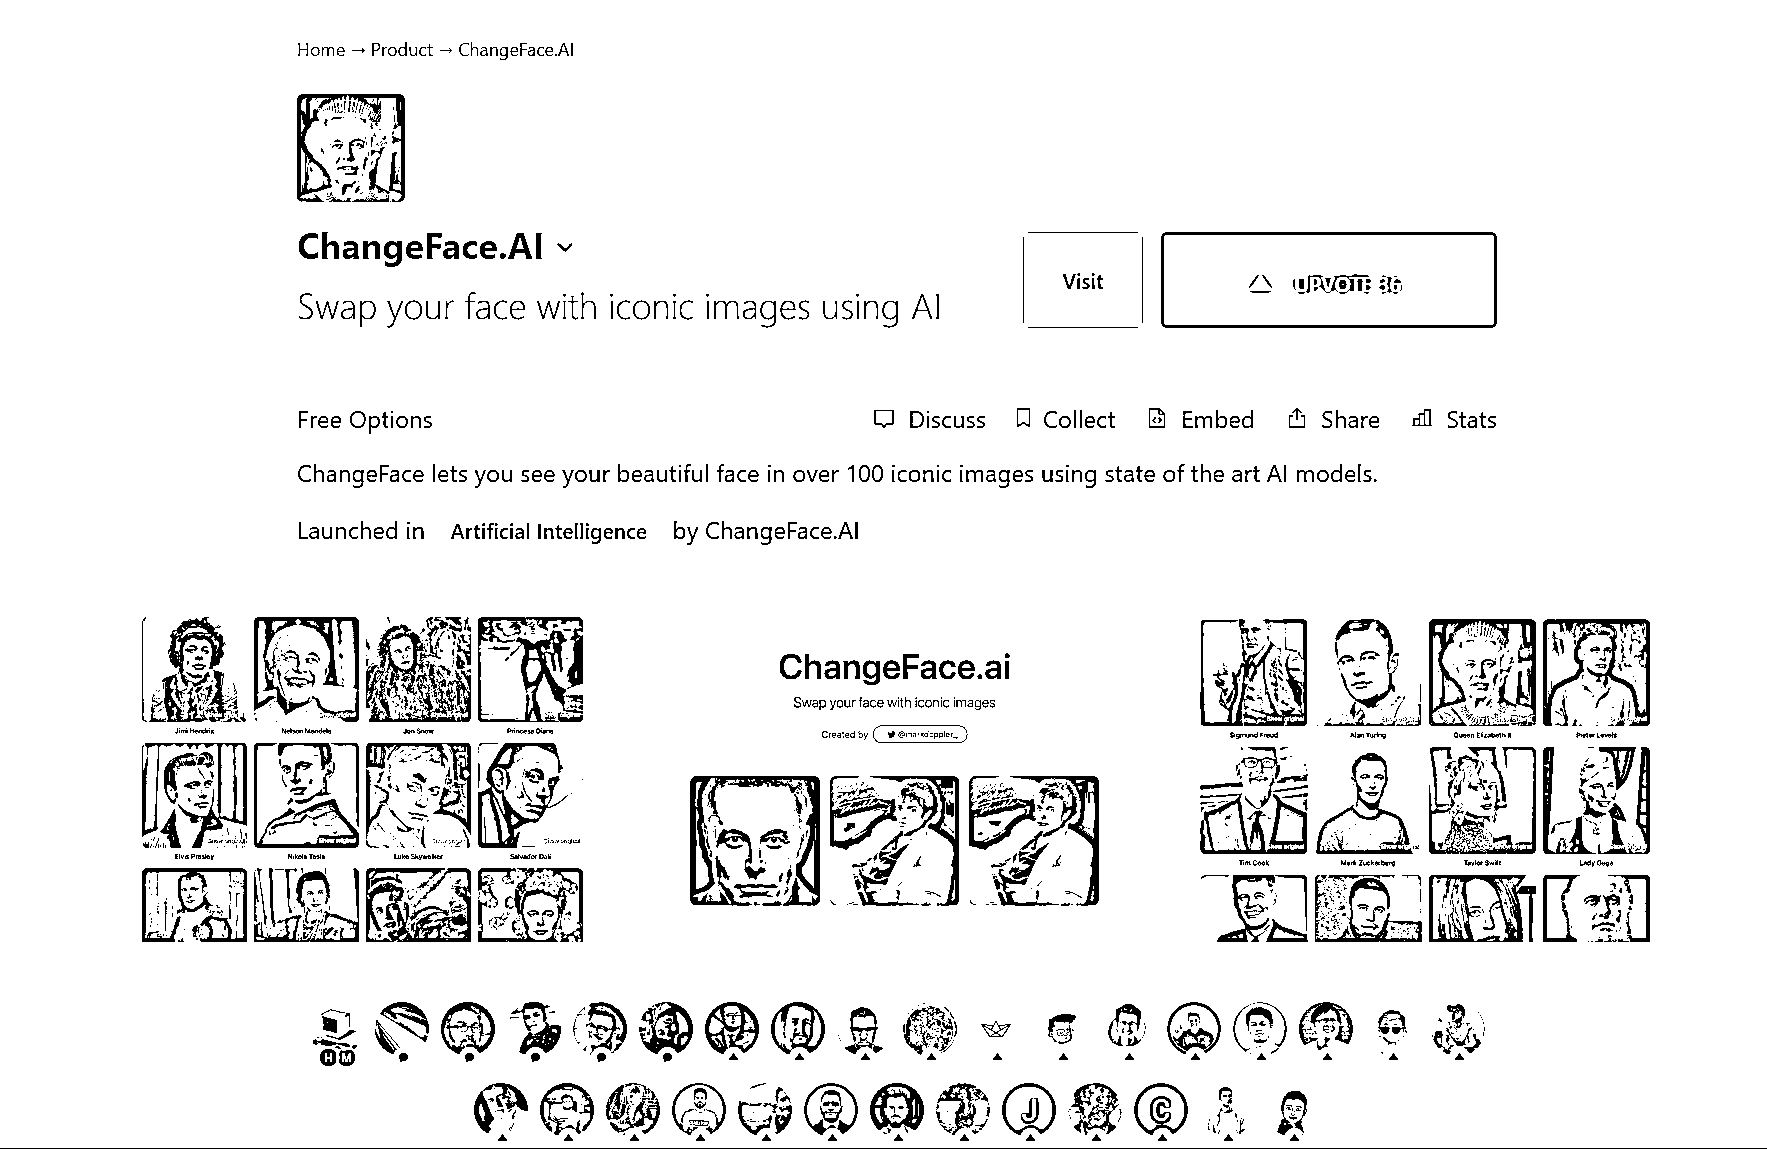 Home → Product → ChangeFace.AI
ChangeFace.AI
Swap your face with iconic images using AI
Visit
UPVOTE 86
Free Options
Discuss
Collect
Embed
Share
Stats
ChangeFace lets you see your beautiful face in over 100 iconic images using state of the art AI models.
Launched in Artificial Intelligence by ChangeFace.AI
Jimi Hendrix
Nelson Mandela
Jon Snow
Princess Diana
Elvis Presley
Nikola Tesla
Luke Skywalker
Salvador Dali
ChangeFace.ai
Swap your face with iconic images
Created by
Sigmund Freud
Alan Turing
Queen Elizabeth II
Pieter Levels
Tim Cook
Mark Zuckerberg
Taylor Swift
Lady Gaga
H M
J
C